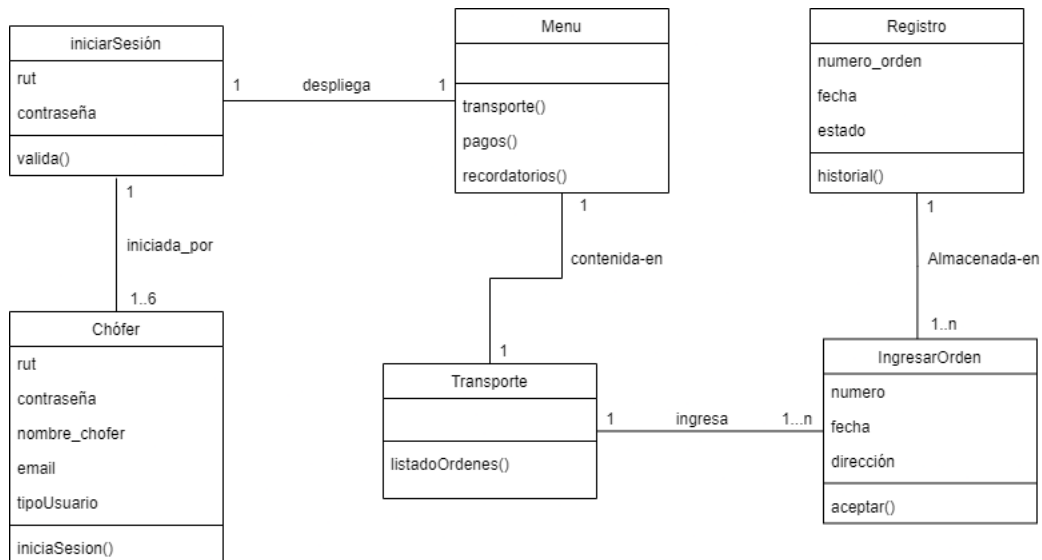 iniciarSesión
rut
contraseña
valida()
1
despliega
1
Menu
transporte()
pagos()
recordatorios()
Registro
numero_orden
fecha
estado
historial()
1
iniciada_por
1..6
1
contenida-en
1
1
Almacenada-en
1..n
Chófer
rut
contraseña
nombre_chofer
email
tipoUsuario
iniciaSesion()
Transporte
listadoOrdenes()
1
ingresa
1...n
IngresarOrden
numero
fecha
dirección
aceptar()